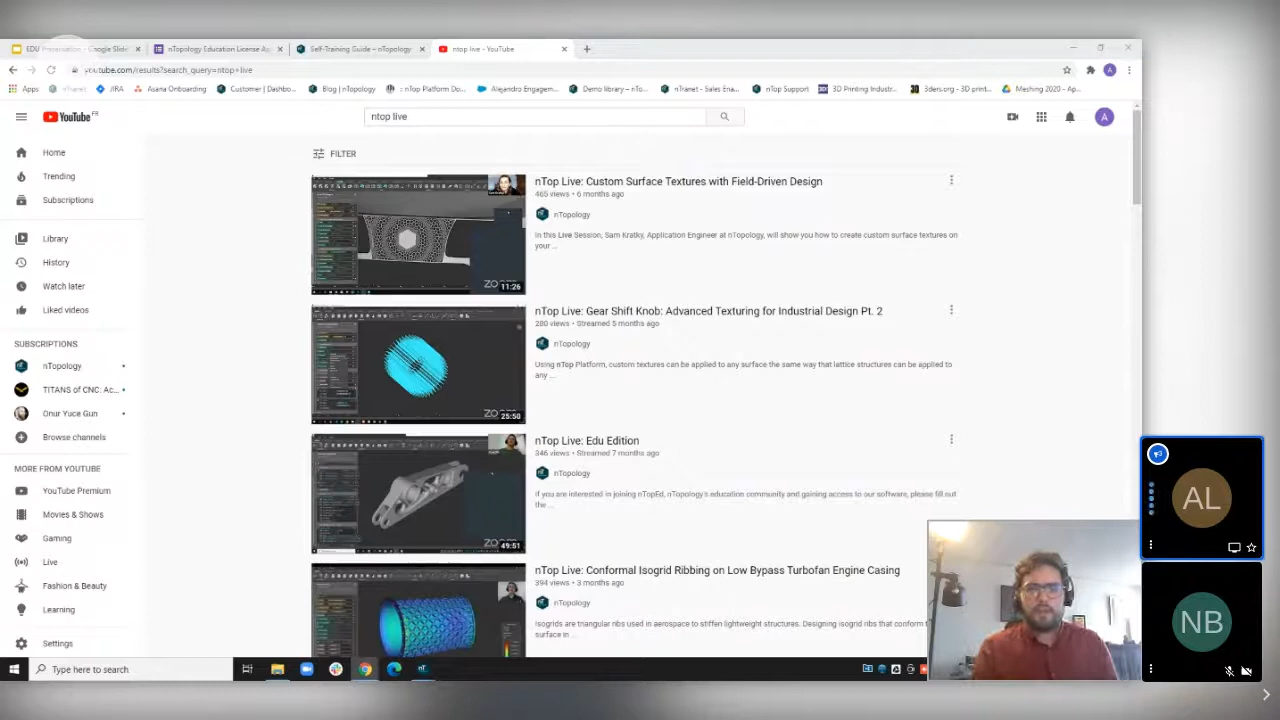 EDU Presentation - Google Slide
nTopology Education License Ap
Self-Training Guide – nTopology
ntop live - YouTube
youtube.com/results?search_query=ntop+live
Apps
nTranet
JIRA
Asana Onboarding
Customer | Dashbo...
Blog | nTopology
:: nTop Platform Do...
Alejandro Engagem...
Demo library – nTo...
nTranet - Sales Ena...
nTop Support
3D Printing Industr...
3ders.org - 3D print...
Meshing 2020 - Ap...
YouTube FR
ntop live
A
Home
Trending
Subscriptions
Library
History
Watch later
Liked videos
SUBSCRIPTIONS
nTopology
TITANS of CNC: Ac...
Onur Yuce Gun
Browse channels
MORE FROM YOUTUBE
YouTube Premium
Movies & Shows
Gaming
Live
Fashion & Beauty
Learning
Settings
FILTER
11:26
nTop Live: Custom Surface Textures with Field-Driven Design
465 views • 6 months ago
nTopology
In this Live Session, Sam Kratky, Application Engineer at nTopology, will show you how to create custom surface textures on
your ...
25:50
nTop Live: Gear Shift Knob: Advanced Texturing for Industrial Design Pt. 2
280 views • Streamed 5 months ago
nTopology
Using nTop Platform, custom textures can be applied to any surface the same way that lattice structures can be applied to
any ...
49:51
nTop Live: Edu Edition
346 views • Streamed 7 months ago
nTopology
If you are interested in joining nTopEd, nTopology's education community and gaining access to our software, please fill out
the ...
nTop Live: Conformal Isogrid Ribbing on Low Bypass Turbofan Engine Casing
394 views • 3 months ago
nTopology
Isogrids are triangular ribs used in aerospace to stiffen lightweight structures. Designing isogrid ribs that conform
surface in ...
Type here to search
AL
NB